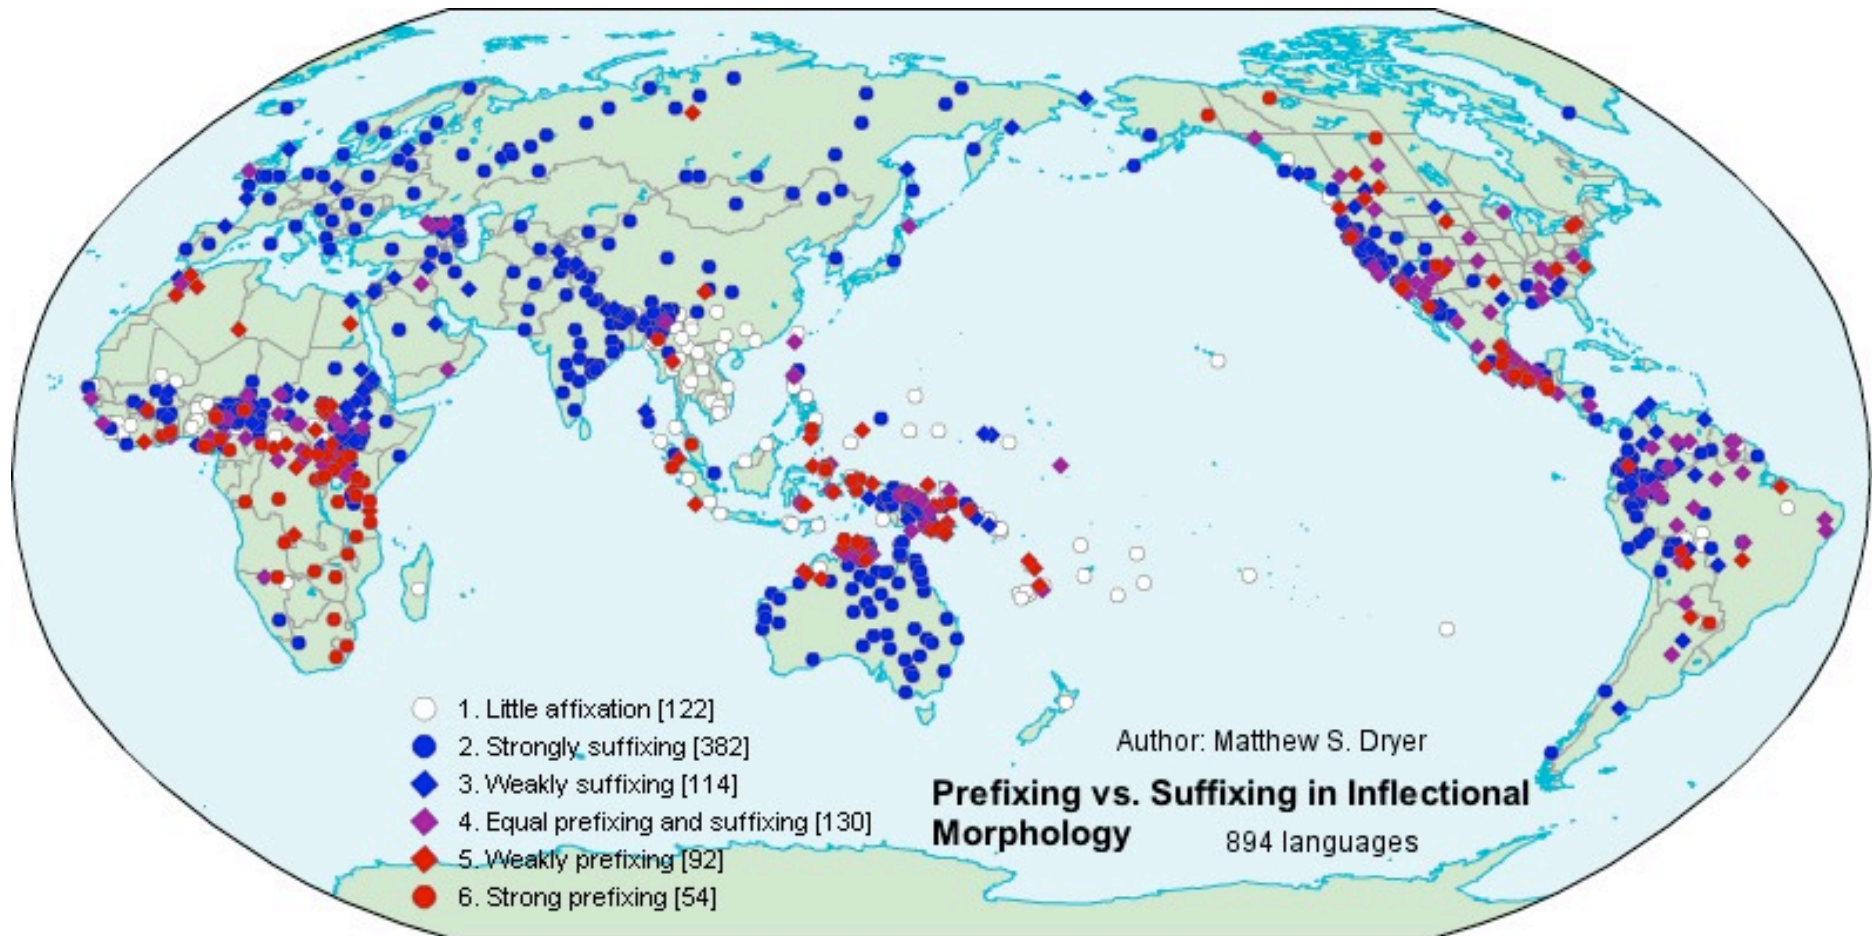 1. Little affixation [122]
2. Strongly suffixing [382]
3. Weakly suffixing [114]
4. Equal prefixing and suffixing [130]
5. Weakly prefixing [92]
6. Strong prefixing [54]
Author: Matthew S. Dryer
Prefixing vs. Suffixing in Inflectional
Morphology
894 languages